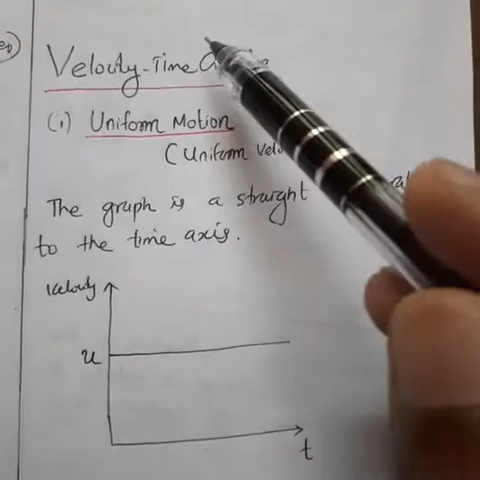 Velocity-Time
(i) Uniform Motion
( Uniform
The graph is a straight
to the time axis.
Velocity
u
t